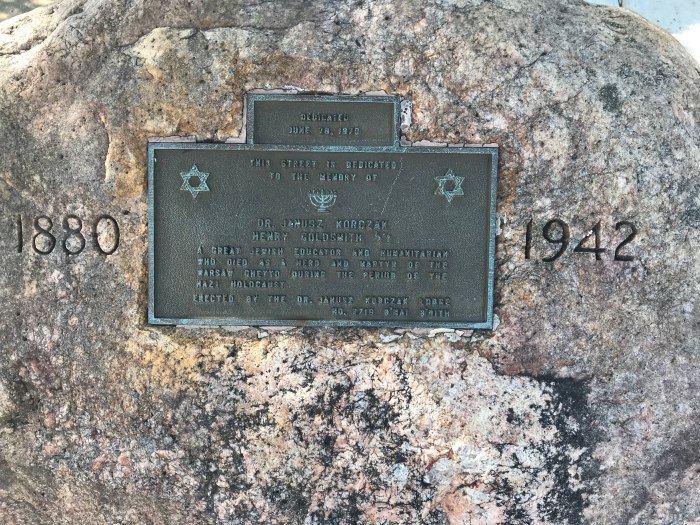 DEDICATED
JUNE 28, 1970
THIS STREET IS DEDICATED
TO THE MEMORY OF
DR. JANUSZ KORCZAK
HENRY GOLDSMITH
A GREAT JEWISH EDUCATOR AND HUMANITARIAN
WHO DIED AS A HERO AND MARTYR OF THE
WARSAW GHETTO DURING THE PERIOD OF THE
NAZI HOLOCAUST.
ERECTED BY THE DR. JANUSZ KORCZAK LODGE
NO. 2719 B'NAI B'RITH
1880
1942